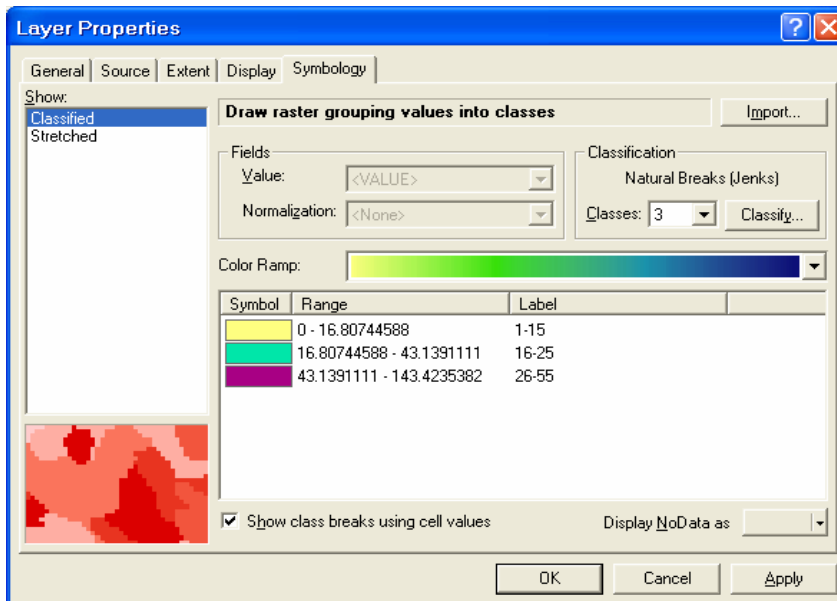 Layer Properties
General Source Extent Display Symbology
Show:
Classified
Stretched
Draw raster grouping values into classes
Import...
Fields
Value: <VALUE>
Normalization: <None>
Classification
Natural Breaks (Jenks)
Classes: 3 Classify...
Color Ramp:
Symbol Range Label
0 - 16.80744588 1-15
16.80744588 - 43.1391111 16-25
43.1391111 - 143.4235382 26-55
Show class breaks using cell values
Display NoData as
OK Cancel Apply